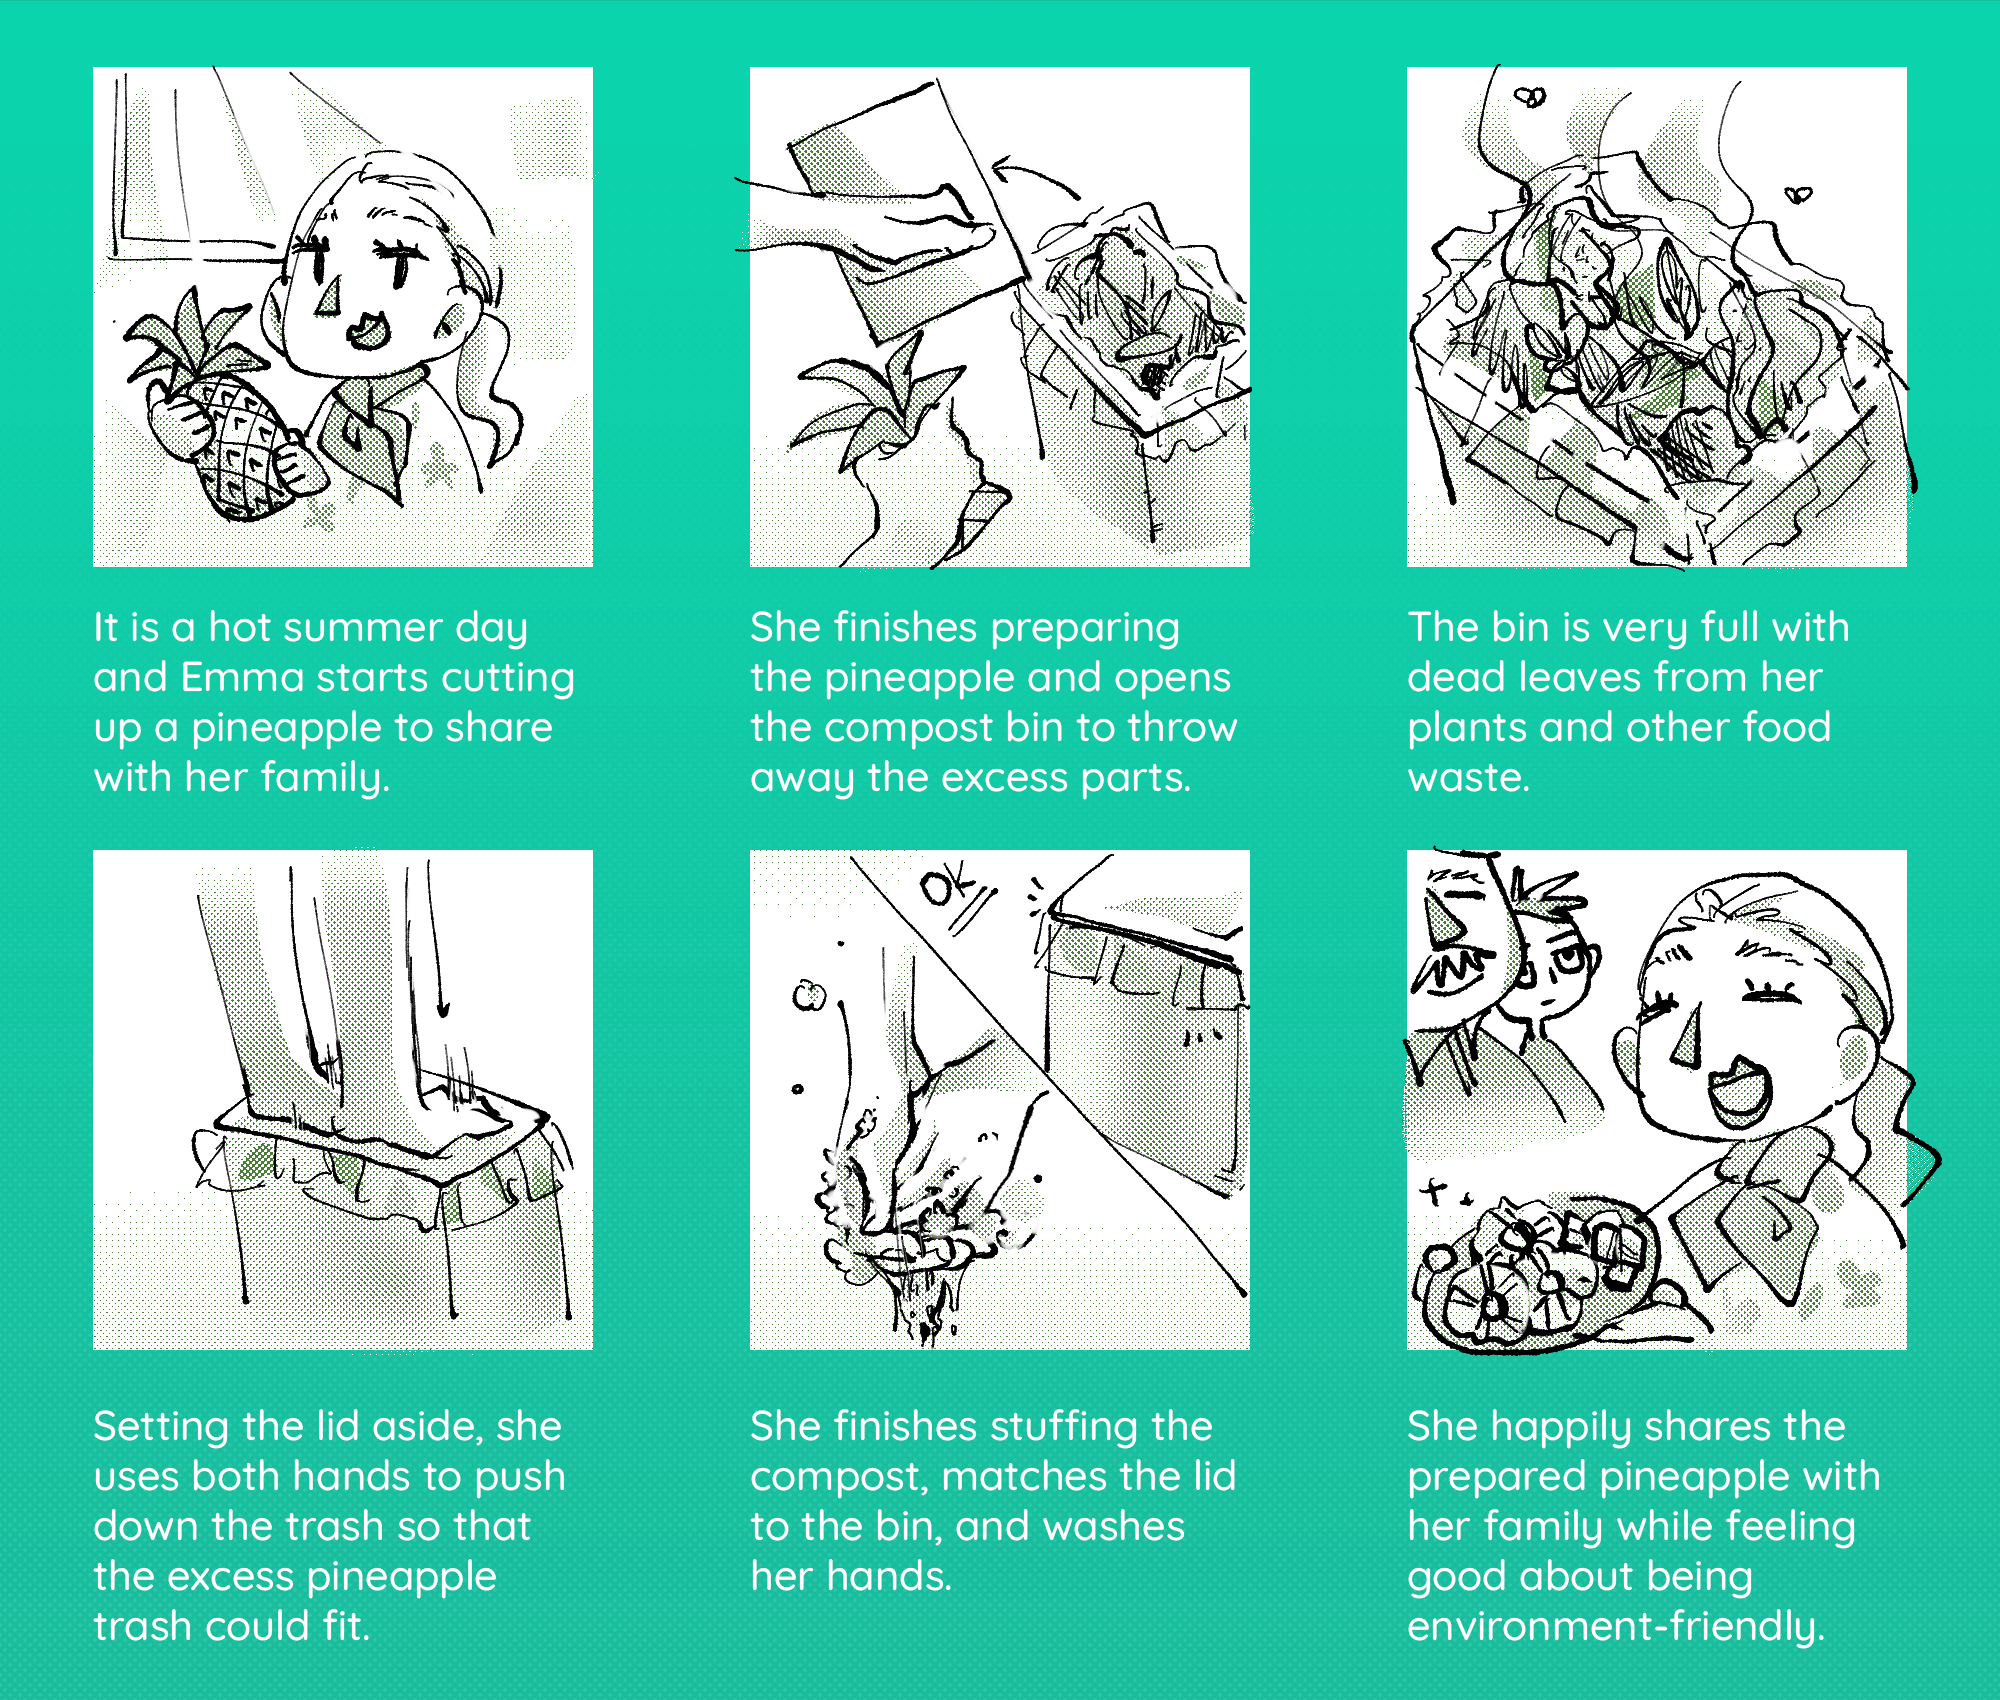 It is a hot summer day
and Emma starts cutting
up a pineapple to share
with her family.
She finishes preparing
the pineapple and opens
the compost bin to throw
away the excess parts.
The bin is very full with
dead leaves from her
plants and other food
waste.
OK
Setting the lid aside, she
uses both hands to push
down the trash so that
the excess pineapple
trash could fit.
She finishes stuffing the
compost, matches the lid
to the bin, and washes
her hands.
She happily shares the
prepared pineapple with
her family while feeling
good about being
environment-friendly.